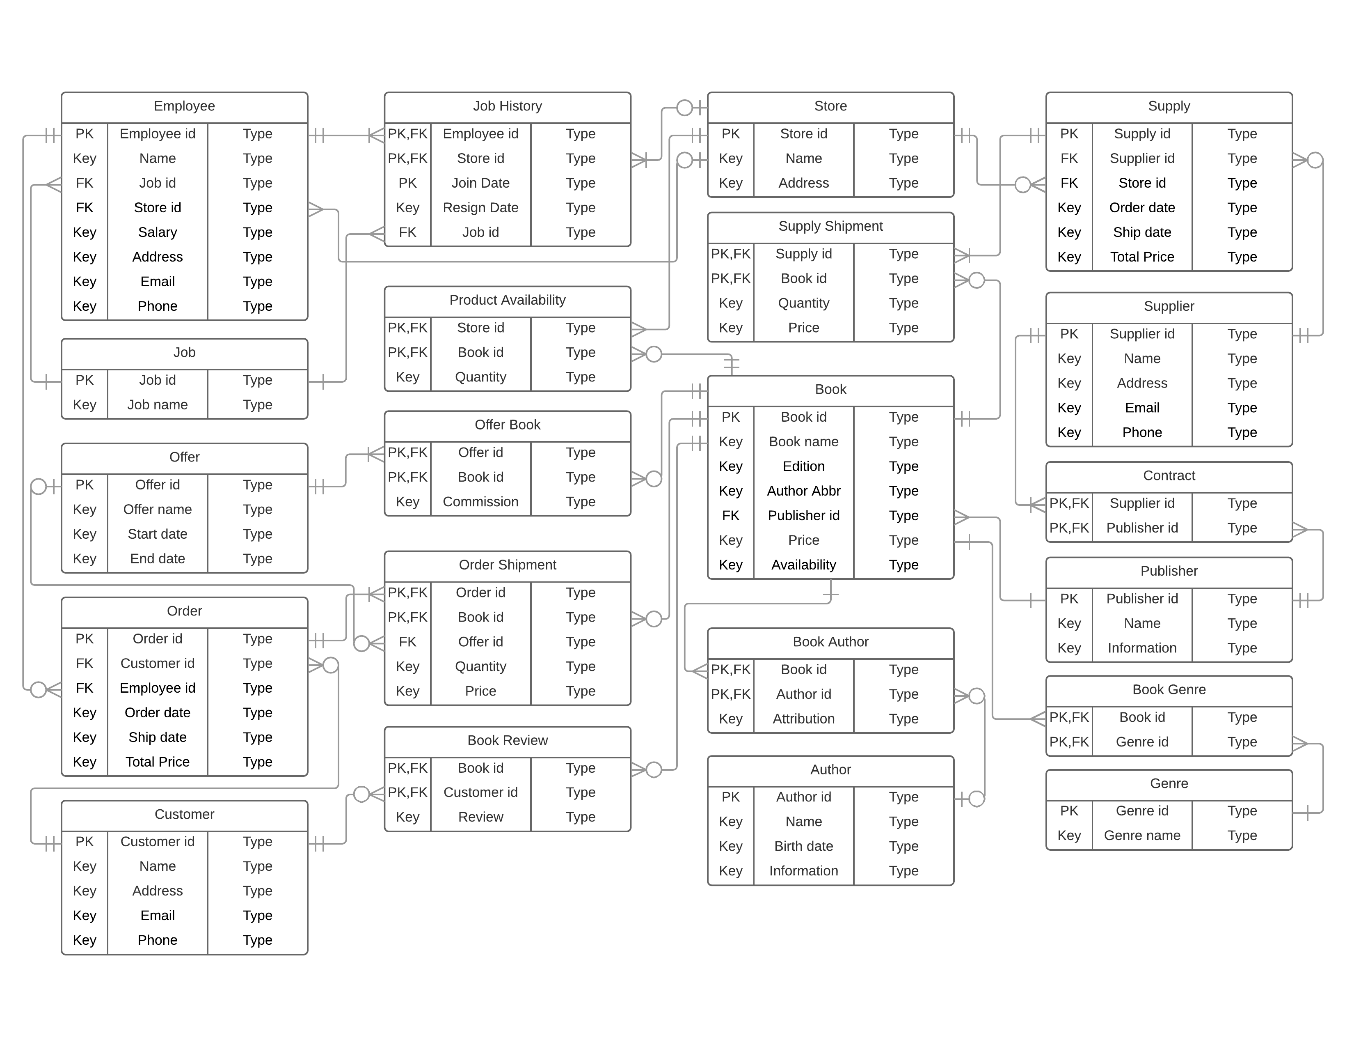 Employee
PK Employee id Type
Key Name Type
FK Job id Type
FK Store id Type
Key Salary Type
Key Address Type
Key Email Type
Key Phone Type
Job
PK Job id Type
Key Job name Type
Offer
PK Offer id Type
Key Offer name Type
Key Start date Type
Key End date Type
Order
PK Order id Type
FK Customer id Type
FK Employee id Type
Key Order date Type
Key Ship date Type
Key Total Price Type
Customer
PK Customer id Type
Key Name Type
Key Address Type
Key Email Type
Key Phone Type
Job History
PK,FK Employee id Type
PK,FK Store id Type
PK Join Date Type
Key Resign Date Type
FK Job id Type
Product Availability
PK,FK Store id Type
PK,FK Book id Type
Key Quantity Type
Offer Book
PK,FK Offer id Type
PK,FK Book id Type
Key Commission Type
Order Shipment
PK,FK Order id Type
PK,FK Book id Type
FK Offer id Type
Key Quantity Type
Key Price Type
Book Review
PK,FK Book id Type
PK,FK Customer id Type
Key Review Type
Store
PK Store id Type
Key Name Type
Key Address Type
Supply Shipment
PK,FK Supply id Type
PK,FK Book id Type
Key Quantity Type
Key Price Type
Book
PK Book id Type
Key Book name Type
Key Edition Type
Key Author Abbr Type
FK Publisher id Type
Key Price Type
Key Availability Type
Book Author
PK,FK Book id Type
PK,FK Author id Type
Key Attribution Type
Author
PK Author id Type
Key Name Type
Key Birth date Type
Key Information Type
Supply
PK Supply id Type
FK Supplier id Type
FK Store id Type
Key Order date Type
Key Ship date Type
Key Total Price Type
Supplier
PK Supplier id Type
Key Name Type
Key Address Type
Key Email Type
Key Phone Type
Contract
PK,FK Supplier id Type
PK,FK Publisher id Type
Publisher
PK Publisher id Type
Key Name Type
Key Information Type
Book Genre
PK,FK Book id Type
PK,FK Genre id Type
Genre
PK Genre id Type
Key Genre name Type